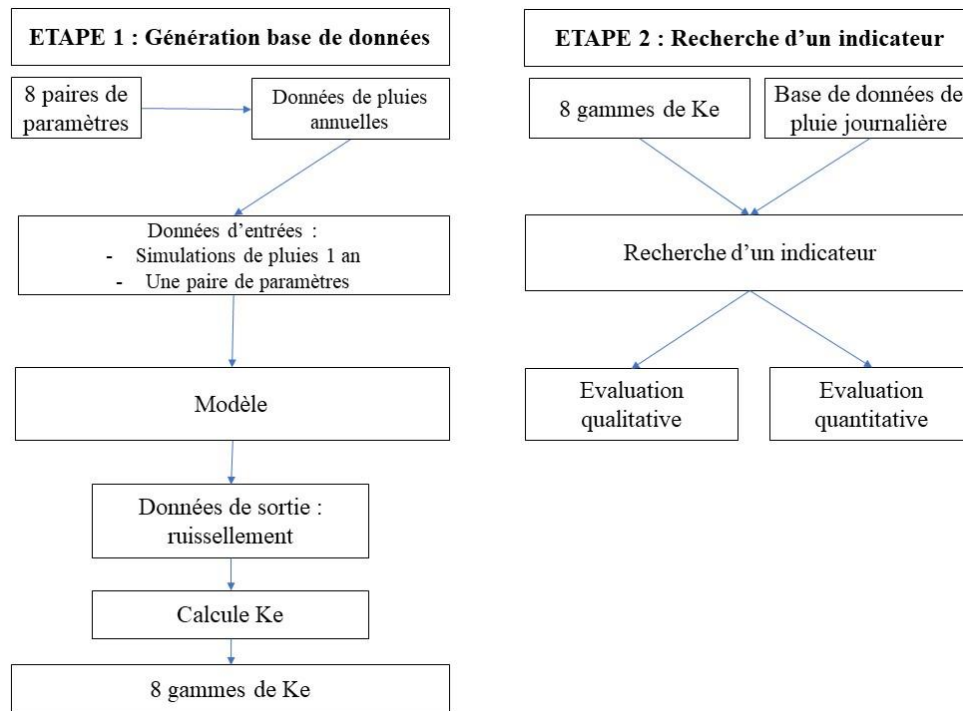 ETAPE 1 : Génération base de données
8 paires de
paramètres
Données de pluies
annuelles
Données d'entrées :
- Simulations de pluies 1 an
- Une paire de paramètres
Modèle
Données de sortie :
ruissellement
Calcule Ke
8 gammes de Ke
ETAPE 2 : Recherche d'un indicateur
8 gammes de Ke
Base de données de
pluie journalière
Recherche d'un indicateur
Evaluation
qualitative
Evaluation
quantitative